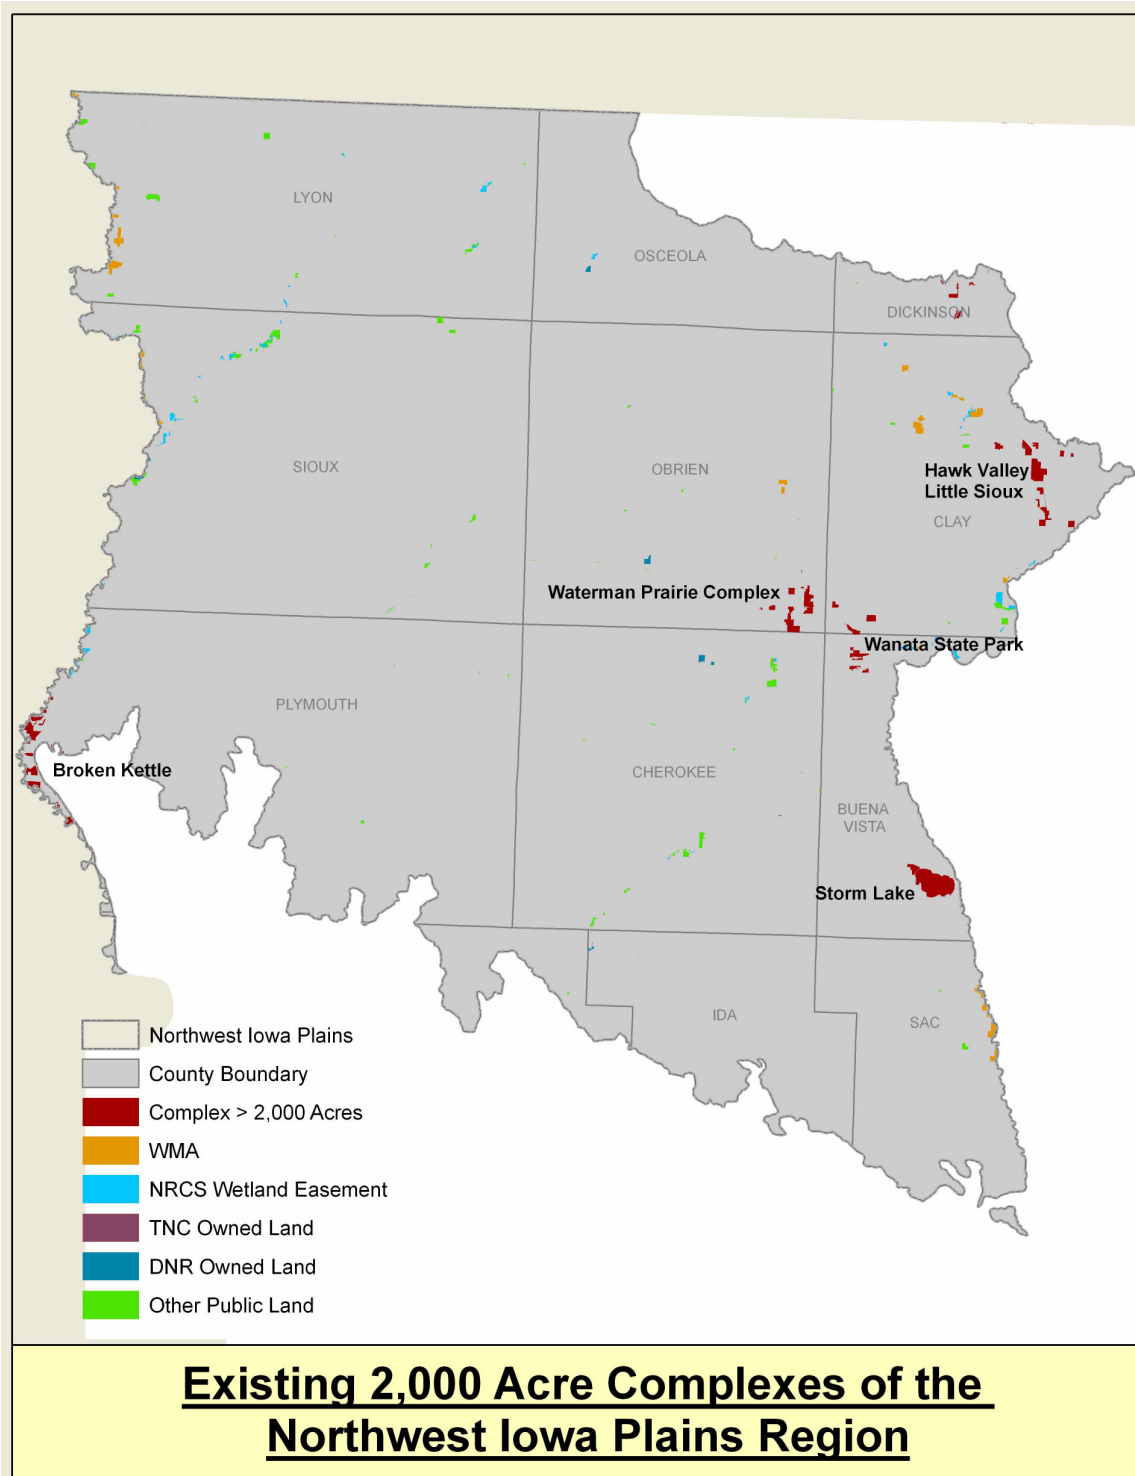 LYON
OSCEOLA
DICKINSON
SIOUX
OBRIEN
Hawk Valley
Little Sioux
CLAY
Waterman Prairie Complex
Wanata State Park
PLYMOUTH
Broken Kettle
CHEROKEE
BUENA
VISTA
Storm Lake
IDA
SAC
Northwest Iowa Plains
County Boundary
Complex > 2,000 Acres
WMA
NRCS Wetland Easement
TNC Owned Land
DNR Owned Land
Other Public Land
Existing 2,000 Acre Complexes of the
Northwest Iowa Plains Region